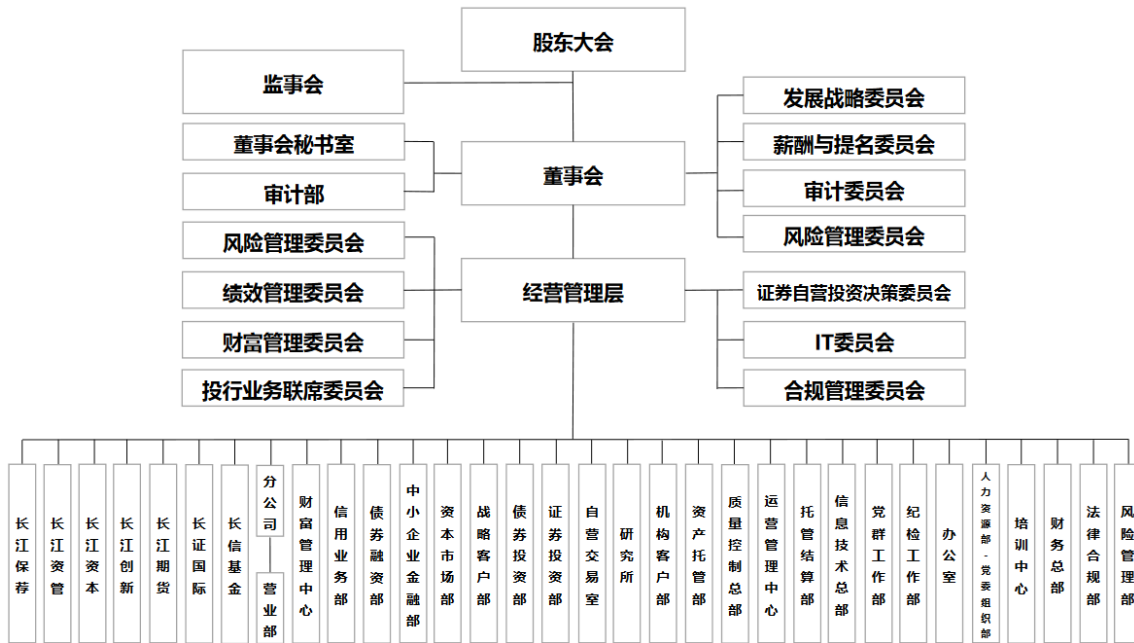 股东大会
监事会
发展战略委员会
董事会秘书室
薪酬与提名委员会
董事会
审计部
审计委员会
风险管理委员会
风险管理委员会
绩效管理委员会
经营管理层
证券自营投资决策委员会
财富管理委员会
IT委员会
投行业务联席委员会
合规管理委员会
长江保荐
长江资管
长江资本
长江创新
长江期货
长证国际
长信基金
分公司
营业部
财富管理中心
信用业务部
债券融资部
中小企业金融部
资本市场部
战略客户部
债券投资部
证券投资部
自营交易室
研究所
机构客户部
资产托管部
质量控制总部
运营管理中心
托管结算部
信息技术总部
党群工作部
纪检工作部
办公室
人力资源部-党委组织部
培训中心
财务总部
法律合规部
风险管理部